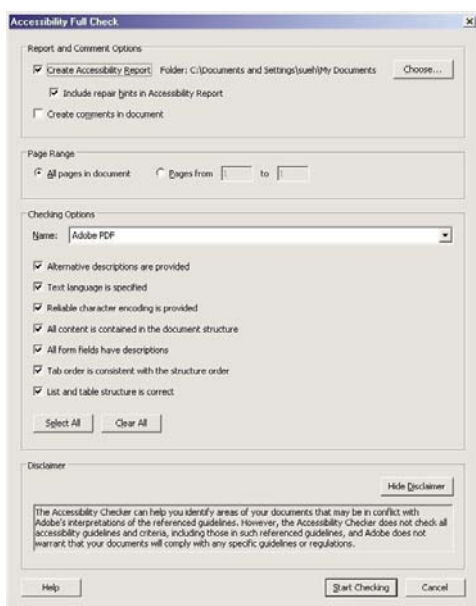 Accessibility Full Check
Report and Comment Options
Create Accessibility Report Folder: C:\Documents and Settings\sueh\My Documents Choose...
Include repair hints in Accessibility Report
Create comments in document
Page Range
All pages in document Pages from 1 to 1
Checking Options
Name: Adobe PDF
Alternative descriptions are provided
Text language is specified
Reliable character encoding is provided
All content is contained in the document structure
All form fields have descriptions
Tab order is consistent with the structure order
List and table structure is correct
Select All Clear All
Disclaimer
Hide Disclaimer
The Accessibility Checker can help you identify areas of your documents that may be in conflict with
Adobe's interpretations of the referenced guidelines. However, the Accessibility Checker does not check all
accessibility guidelines and criteria, including those in such referenced guidelines, and Adobe does not
warrant that your documents will comply with any specific guidelines or regulations.
Help Start Checking Cancel